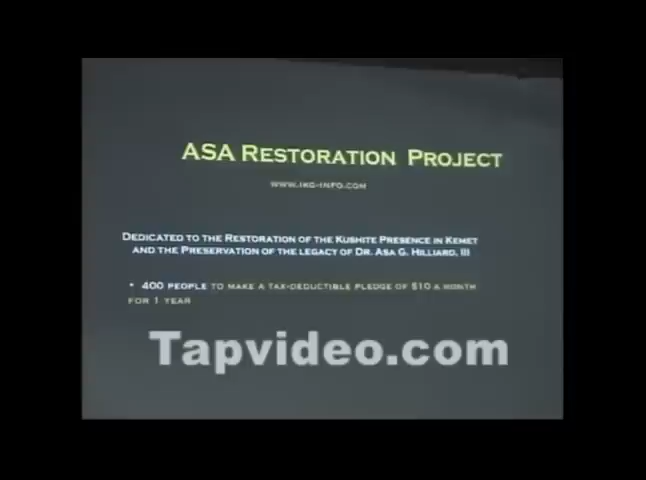 ASA RESTORATION PROJECT
WWW.IKG-INFO.COM
DEDICATED TO THE RESTORATION OF THE KUSHITE PRESENCE IN KEMET
AND THE PRESERVATION OF THE LEGACY OF DR. ASA G. HILLIARD, III
• 400 PEOPLE TO MAKE A TAX-DEDUCTIBLE PLEDGE OF $10 A MONTH
FOR 1 YEAR
Tapvideo.com